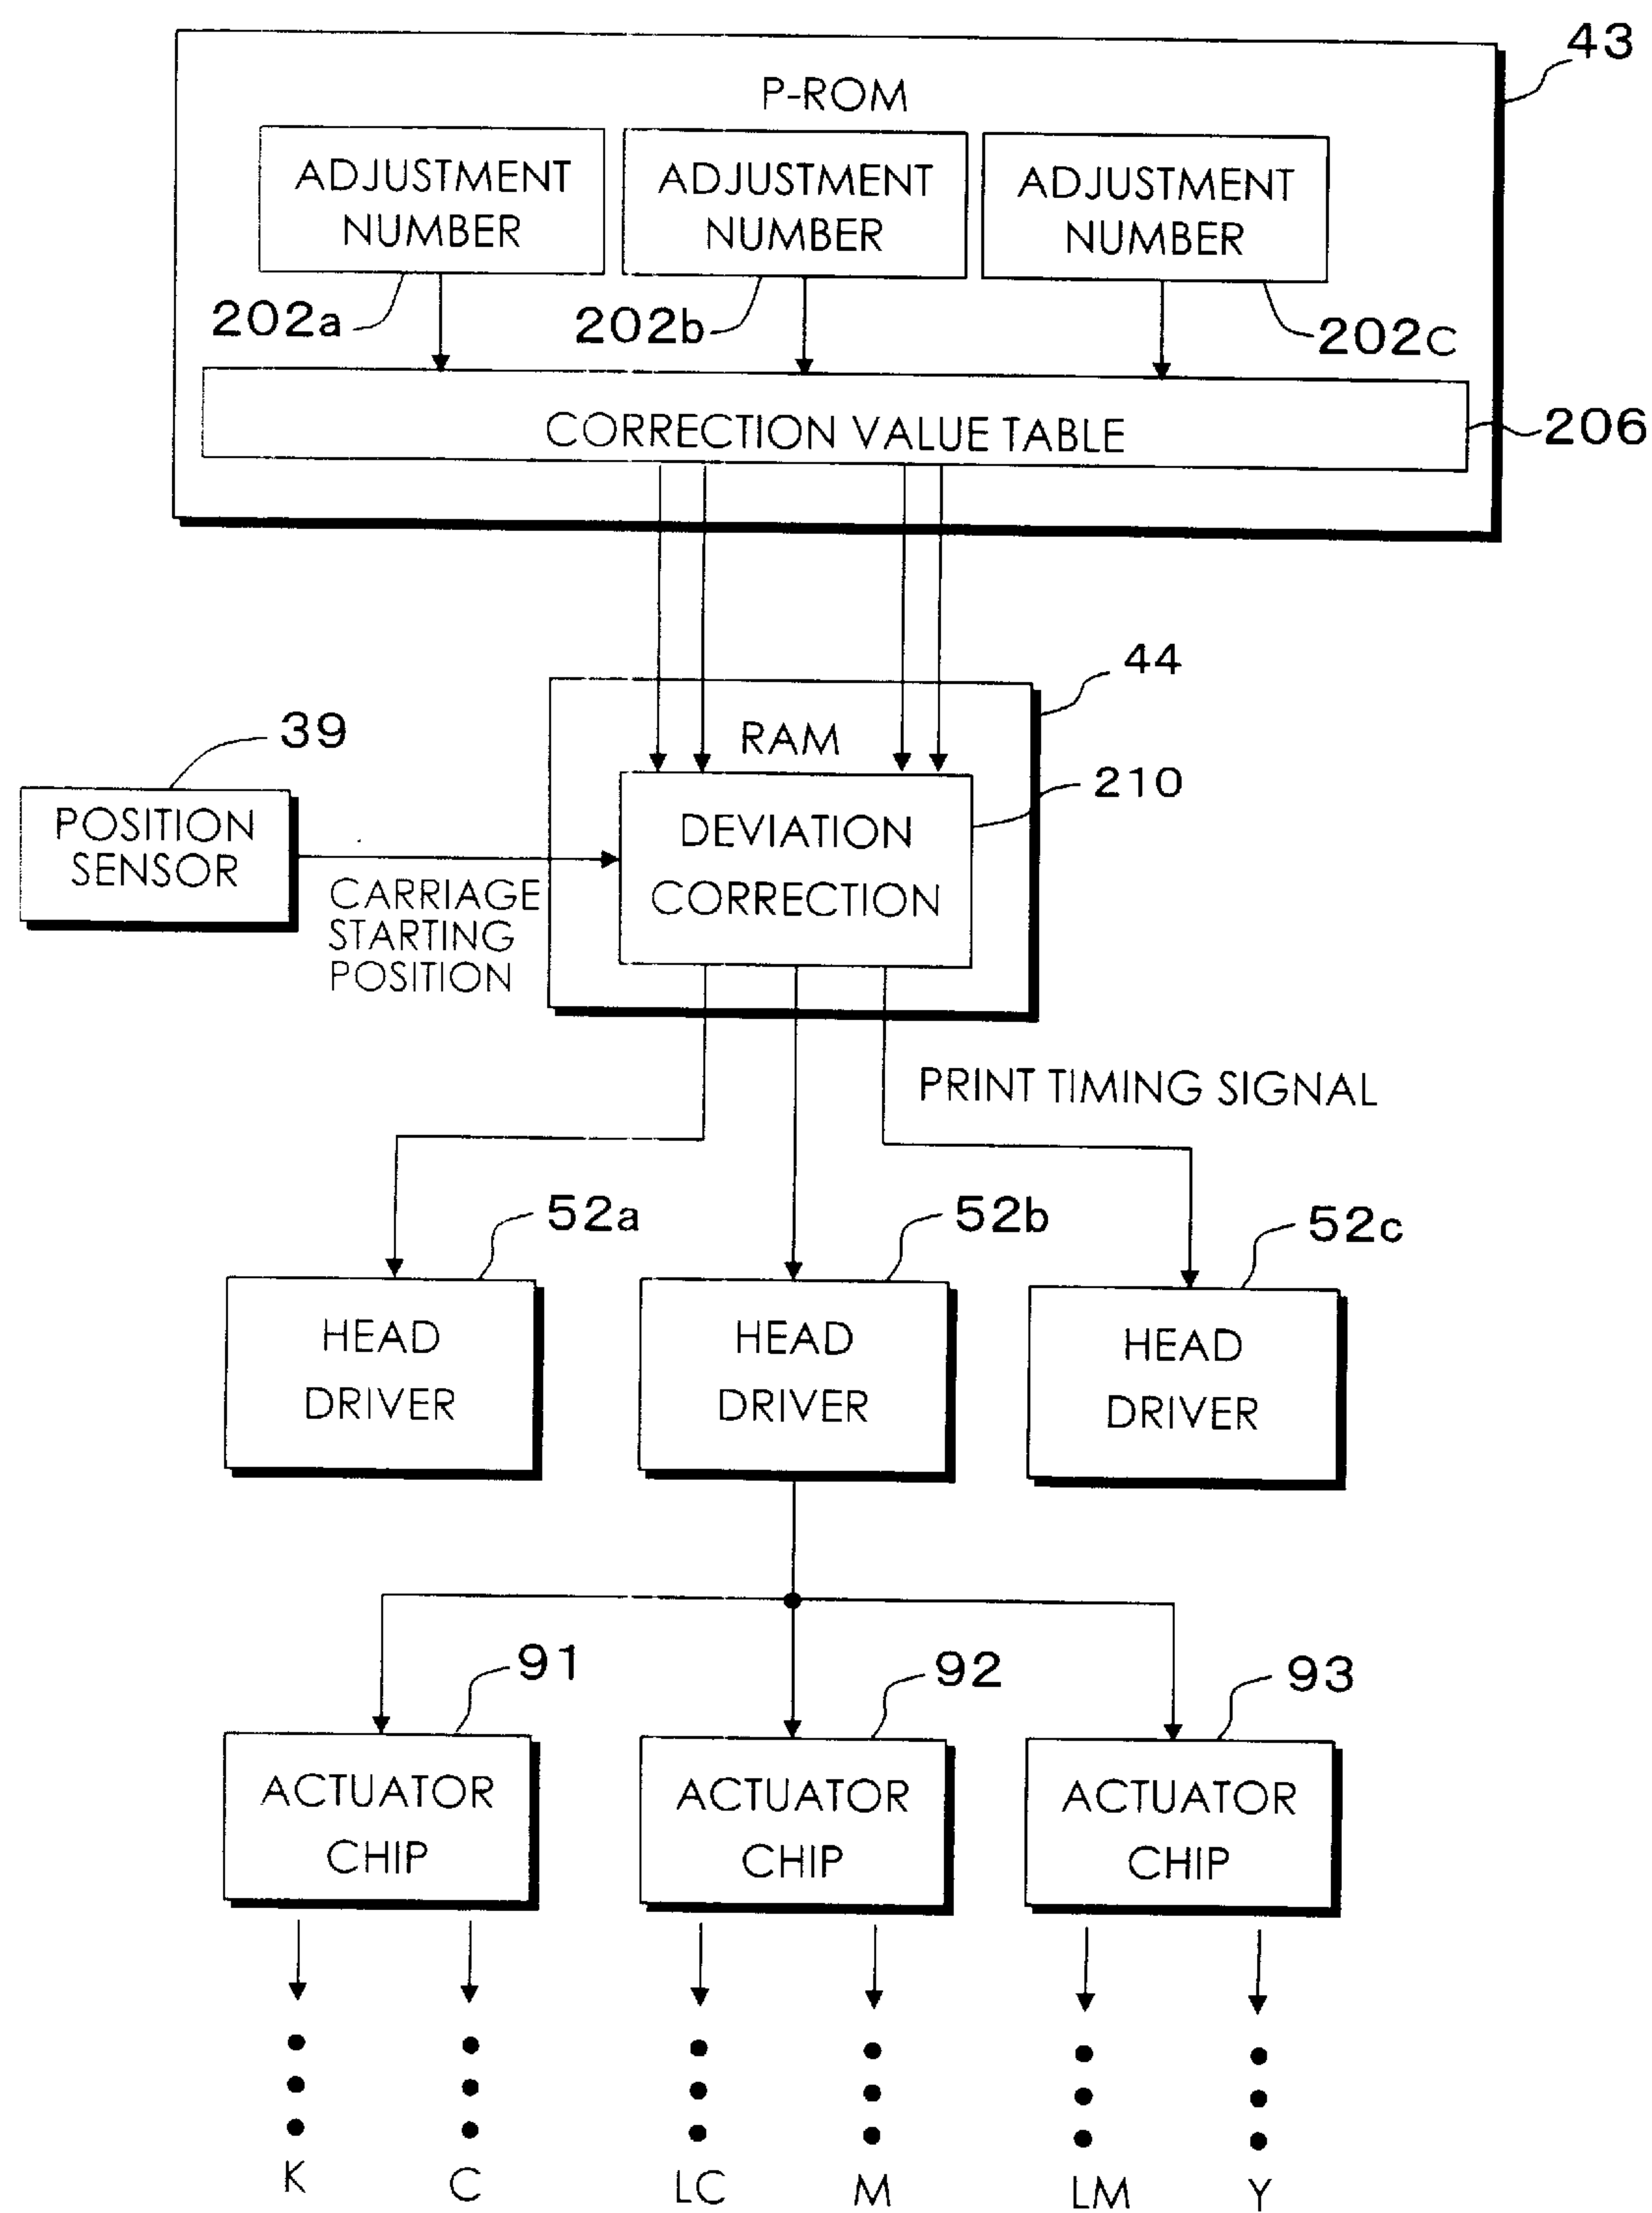 43
P-ROM
ADJUSTMENT
NUMBER
ADJUSTMENT
NUMBER
ADJUSTMENT
NUMBER
202a
202b
202c
CORRECTION VALUE TABLE
206
44
RAM
39
POSITION
SENSOR
210
DEVIATION
CORRECTION
CARRIAGE
STARTING
POSITION
PRINT TIMING SIGNAL
52a
52b
52c
HEAD
DRIVER
HEAD
DRIVER
HEAD
DRIVER
91
92
93
ACTUATOR
CHIP
ACTUATOR
CHIP
ACTUATOR
CHIP
K
C
LC
M
LM
Y